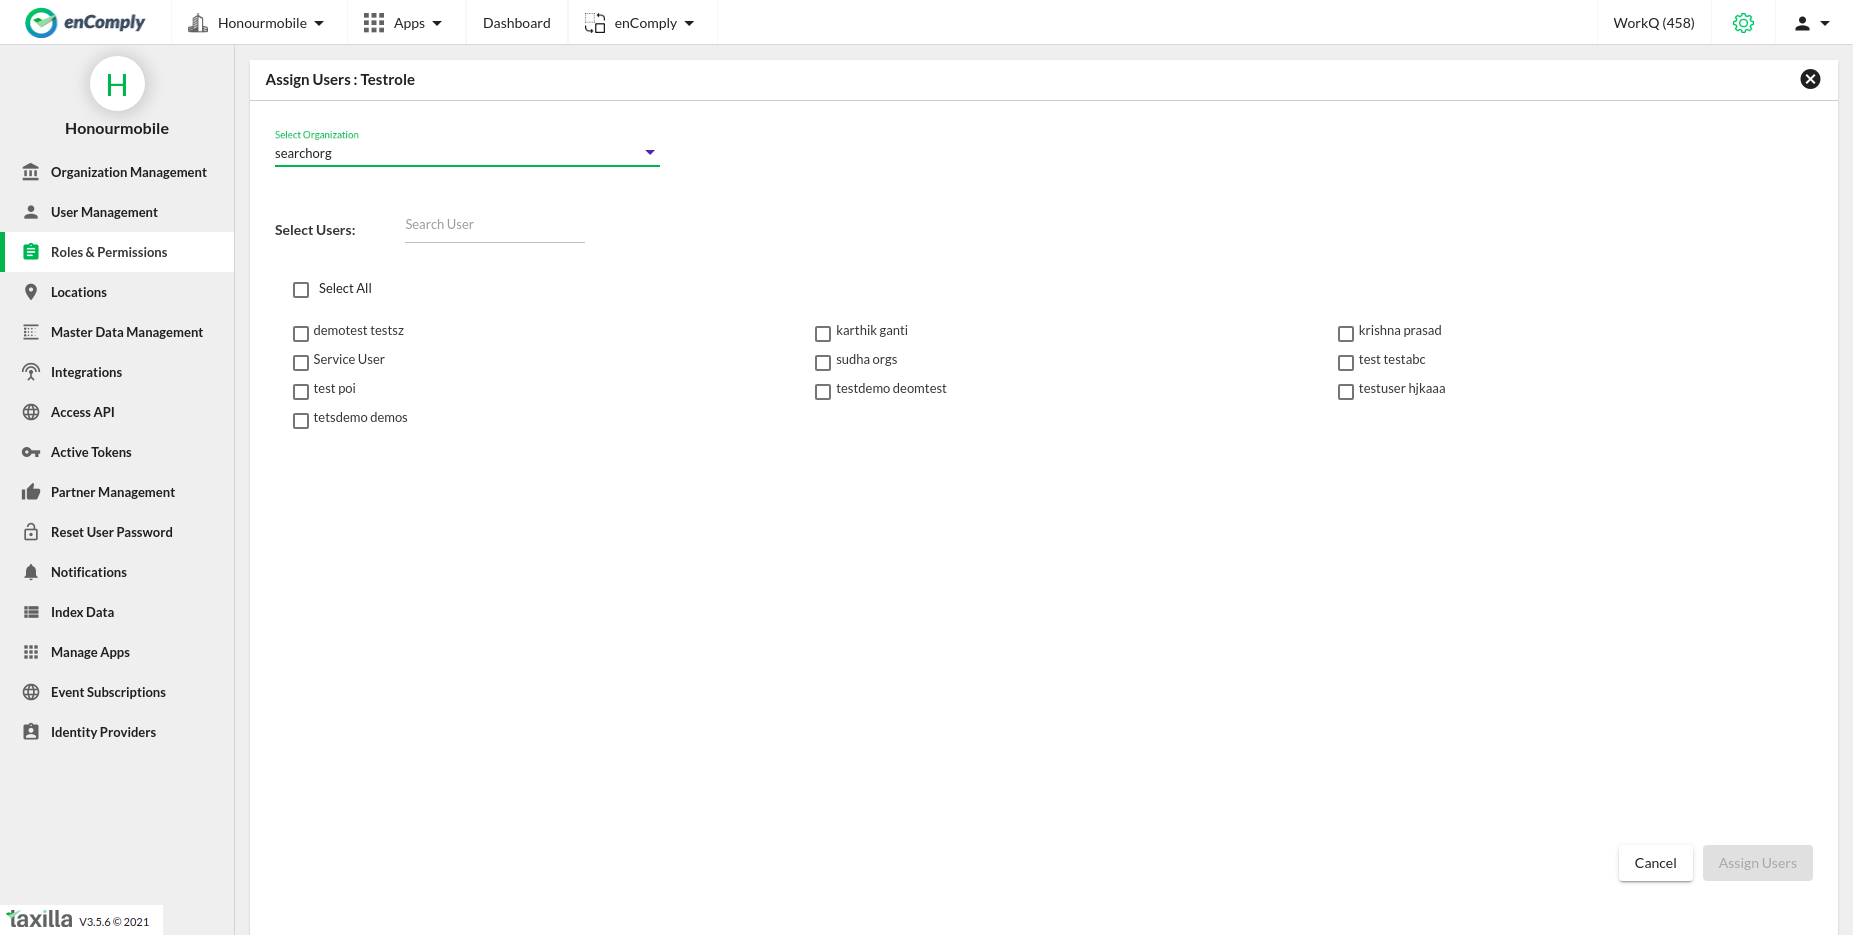 enComply
Honourmobile
Apps
Dashboard
enComply
WorkQ (458)
H
Honourmobile
Organization Management
User Management
Roles & Permissions
Locations
Master Data Management
Integrations
Access API
Active Tokens
Partner Management
Reset User Password
Notifications
Index Data
Manage Apps
Event Subscriptions
Identity Providers
taxilla V3.5.6 © 2021
Assign Users : Testrole
Select Organization
searchorg
Select Users:
Search User
Select All
demotest testsz
karthik ganti
krishna prasad
Service User
sudha orgs
test testabc
test poi
testdemo deomtest
testuser hjkaaa
tetsdemo demos
Cancel
Assign Users